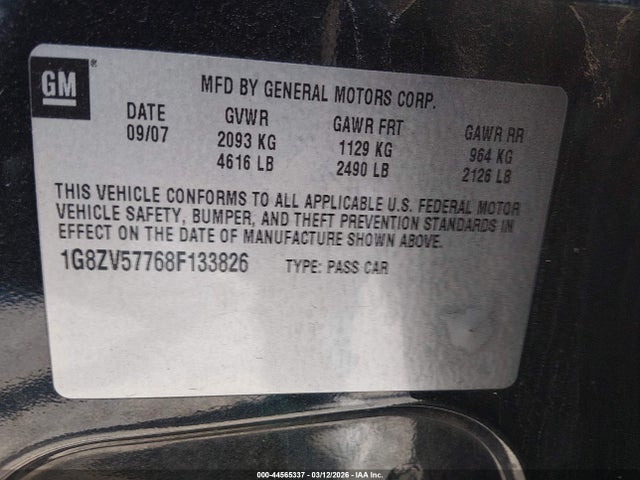 GM
®
MFD BY GENERAL MOTORS CORP.
DATE GVWR GAWR FRT GAWR RR
09/07 2093 KG 1129 KG 964 KG
4616 LB 2490 LB 2126 LB
THIS VEHICLE CONFORMS TO ALL APPLICABLE U.S. FEDERAL MOTOR
VEHICLE SAFETY, BUMPER, AND THEFT PREVENTION STANDARDS IN
EFFECT ON THE DATE OF MANUFACTURE SHOWN ABOVE.
1G8ZV57768F133826 TYPE: PASS CAR
000-44565337 - 03/12/2026 - IAA Inc.